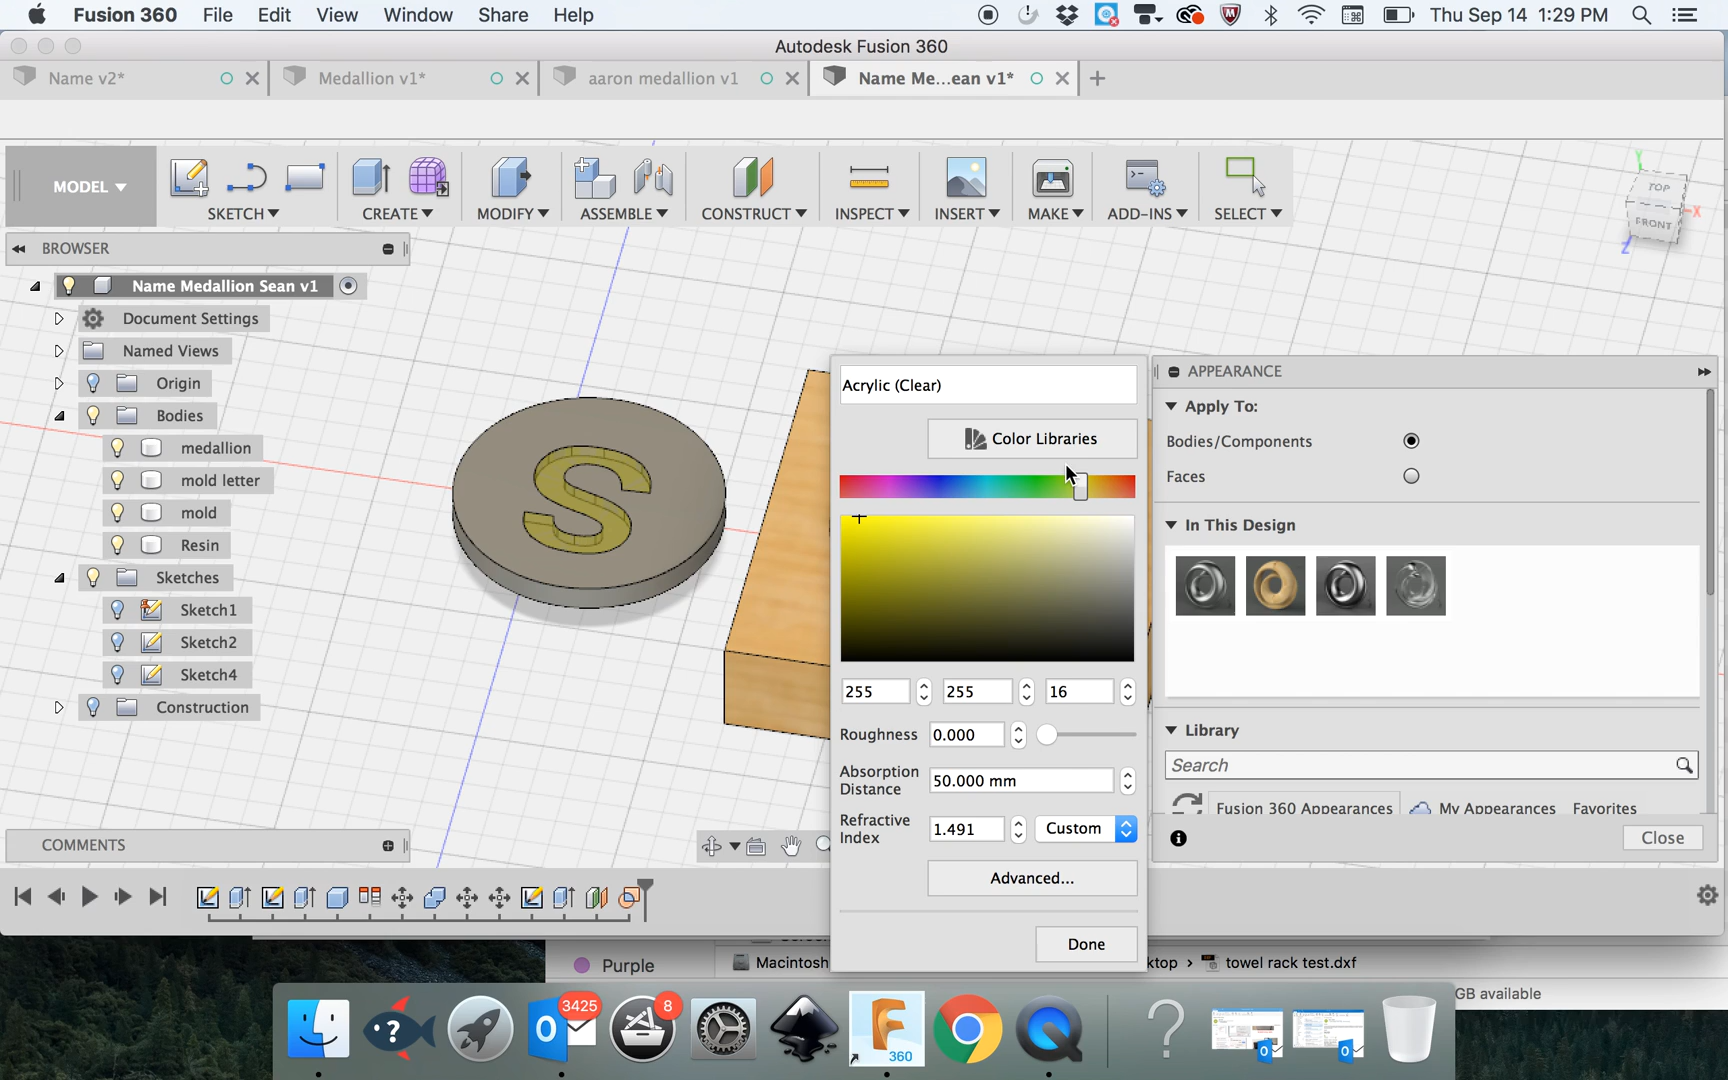 Fusion 360 File Edit View Window Share Help
Thu Sep 14 1:29 PM
Autodesk Fusion 360
Name v2*
Medallion v1*
aaron medallion v1
Name Me...ean v1*
MODEL
SKETCH
CREATE
MODIFY
ASSEMBLE
CONSTRUCT
INSPECT
INSERT
MAKE
ADD-INS
SELECT
Y
TOP
X
FRONT
Z
BROWSER
Name Medallion Sean v1
Document Settings
Named Views
Origin
Bodies
medallion
mold letter
mold
Resin
Sketches
Sketch1
Sketch2
Sketch4
Construction
COMMENTS
S
Acrylic (Clear)
Color Libraries
255 255 16
Roughness 0.000
Absorption
Distance
50.000 mm
Refractive
Index
1.491
Custom
Advanced...
Done
APPEARANCE
Apply To:
Bodies/Components
Faces
In This Design
Library
Search
Fusion 360 Appearances
My Appearances
Favorites
Close
Purple
Macintosh
ktop › towel rack test.dxf
GB available
3425
8
360